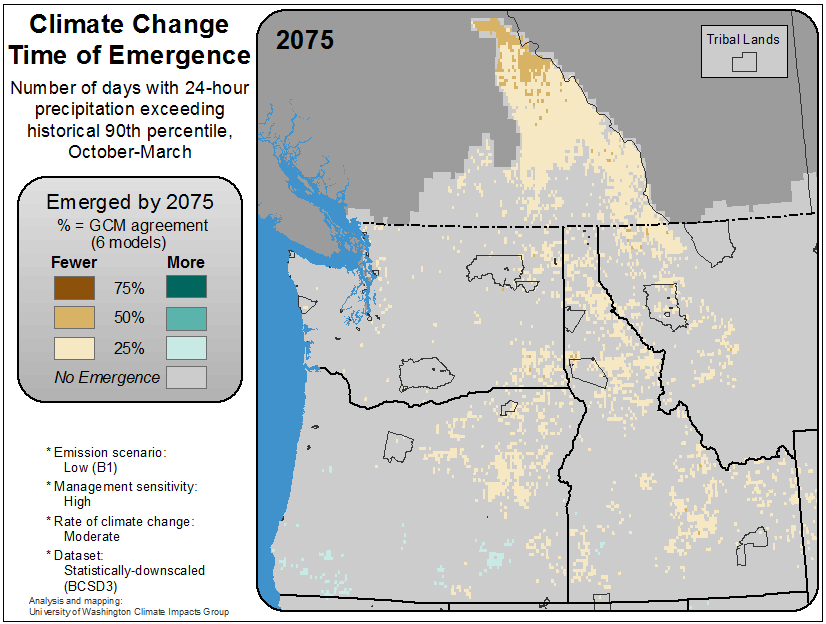 Climate Change
Time of Emergence
Number of days with 24-hour
precipitation exceeding
historical 90th percentile,
October-March
Emerged by 2075
% = GCM agreement
(6 models)
Fewer More
75%
50%
25%
No Emergence
* Emission scenario:
Low (B1)
* Management sensitivity:
High
* Rate of climate change:
Moderate
* Dataset:
Statistically-downscaled
(BCSD3)
Analysis and mapping:
University of Washington Climate Impacts Group
2075
Tribal Lands